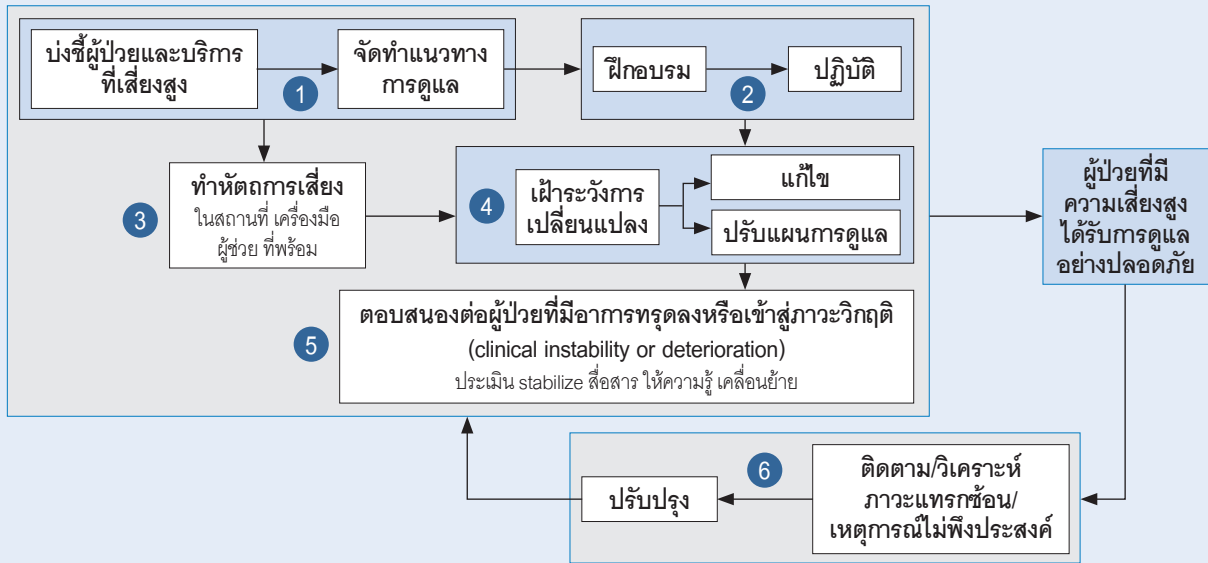 บ่งชี้ผู้ป่วยและบริการ
ที่เสี่ยงสูง
1
จัดทำแนวทาง
การดูแล
ฝึกอบรม
2
ปฏิบัติ
3
ทำหัตถการเสี่ยง
ในสถานที่ เครื่องมือ
ผู้ช่วย ที่พร้อม
4
เฝ้าระวังการ
เปลี่ยนแปลง
แก้ไข
ปรับแผนการดูแล
ผู้ป่วยที่มี
ความเสี่ยงสูง
ได้รับการดูแล
อย่างปลอดภัย
5
ตอบสนองต่อผู้ป่วยที่มีอาการทรุดลงหรือเข้าสู่ภาวะวิกฤติ
(clinical instability or deterioration)
ประเมิน stabilize สื่อสาร ให้ความรู้ เคลื่อนย้าย
ปรับปรุง
6
ติดตาม/วิเคราะห์
ภาวะแทรกซ้อน/
เหตุการณ์ไม่พึงประสงค์